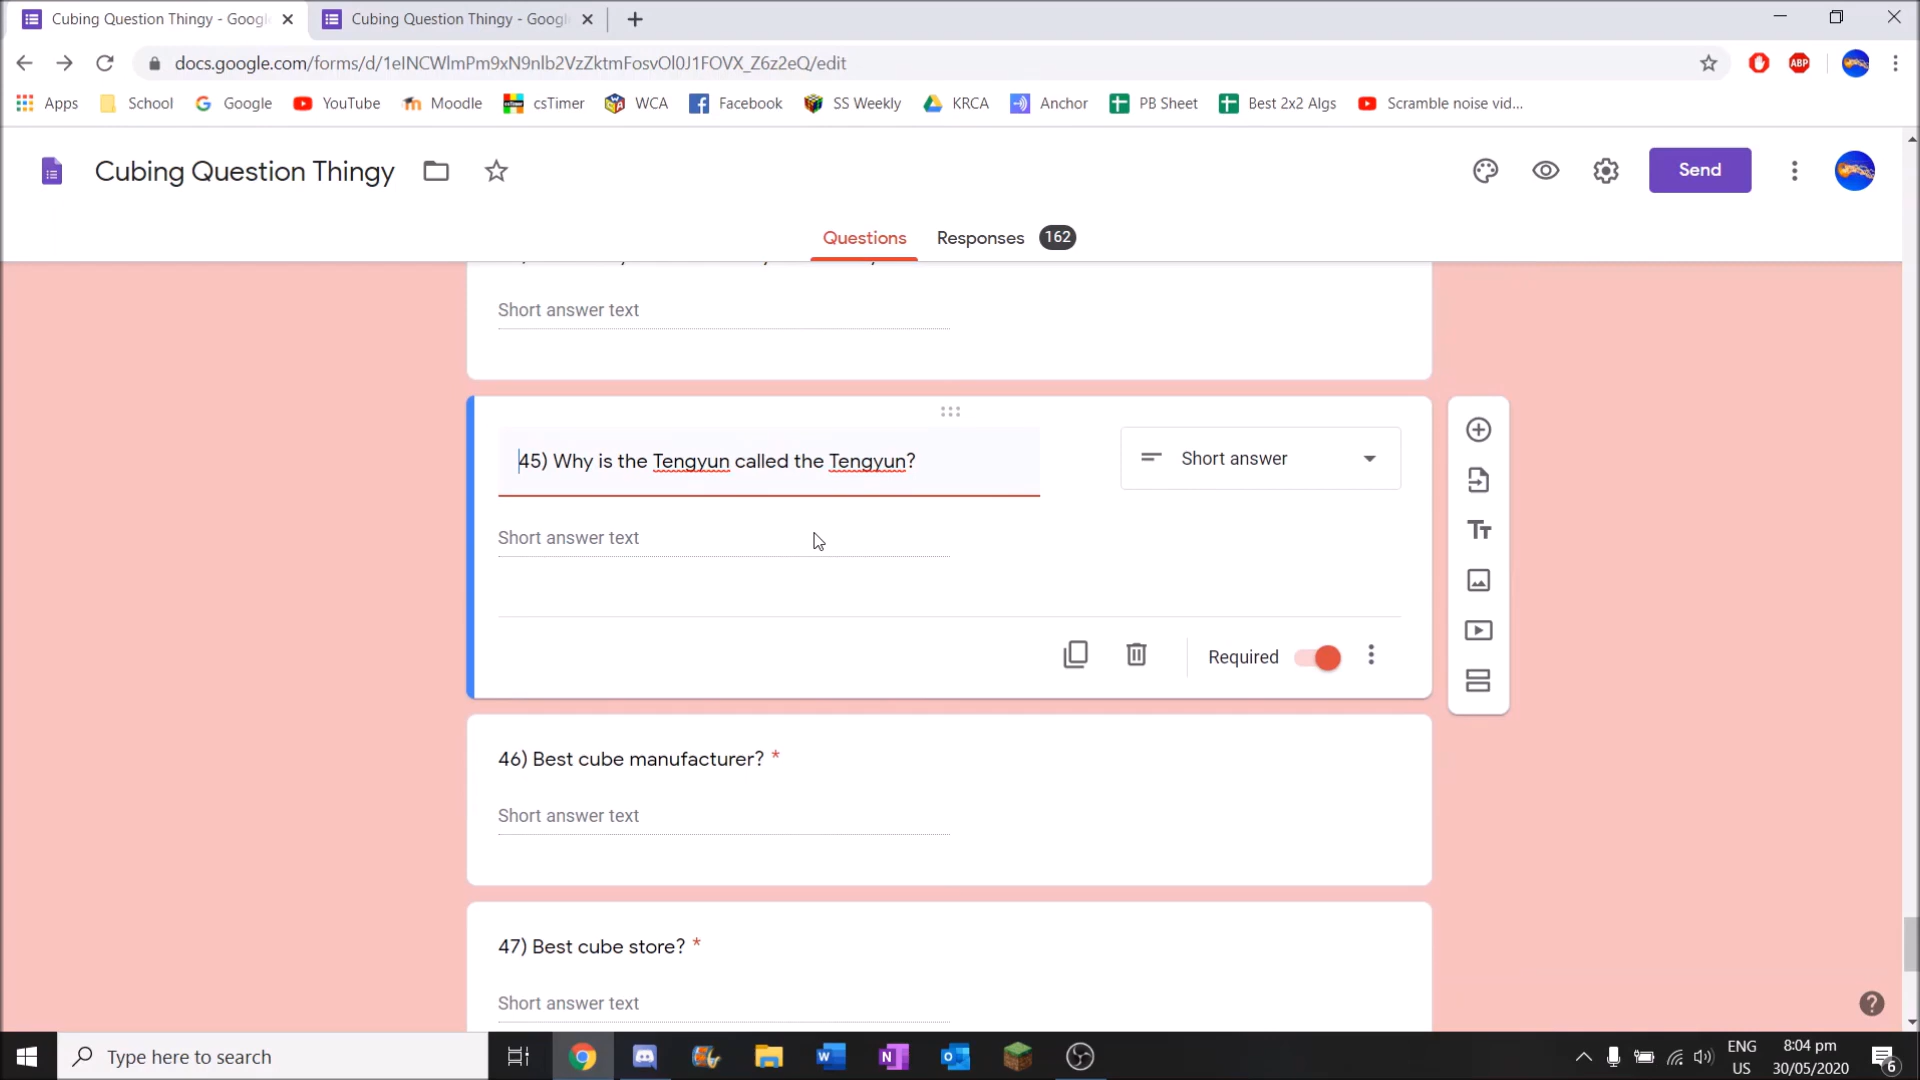 Cubing Question Thingy - Googl
Cubing Question Thingy - Googl
docs.google.com/forms/d/1eINCWlmPm9xN9nlb2VzZktmFosvOl0J1FOVX_Z6z2eQ/edit
ABP
Apps School Google YouTube Moodle csTimer WCA Facebook SS Weekly KRCA Anchor PB Sheet Best 2x2 Algs Scramble noise vid...
Cubing Question Thingy
Send
Questions Responses 162
Short answer text
45) Why is the Tengyun called the Tengyun?
Short answer
Short answer text
Required
46) Best cube manufacturer? *
Short answer text
47) Best cube store? *
Short answer text
Type here to search
ENG
US
8:04 pm
30/05/2020
6